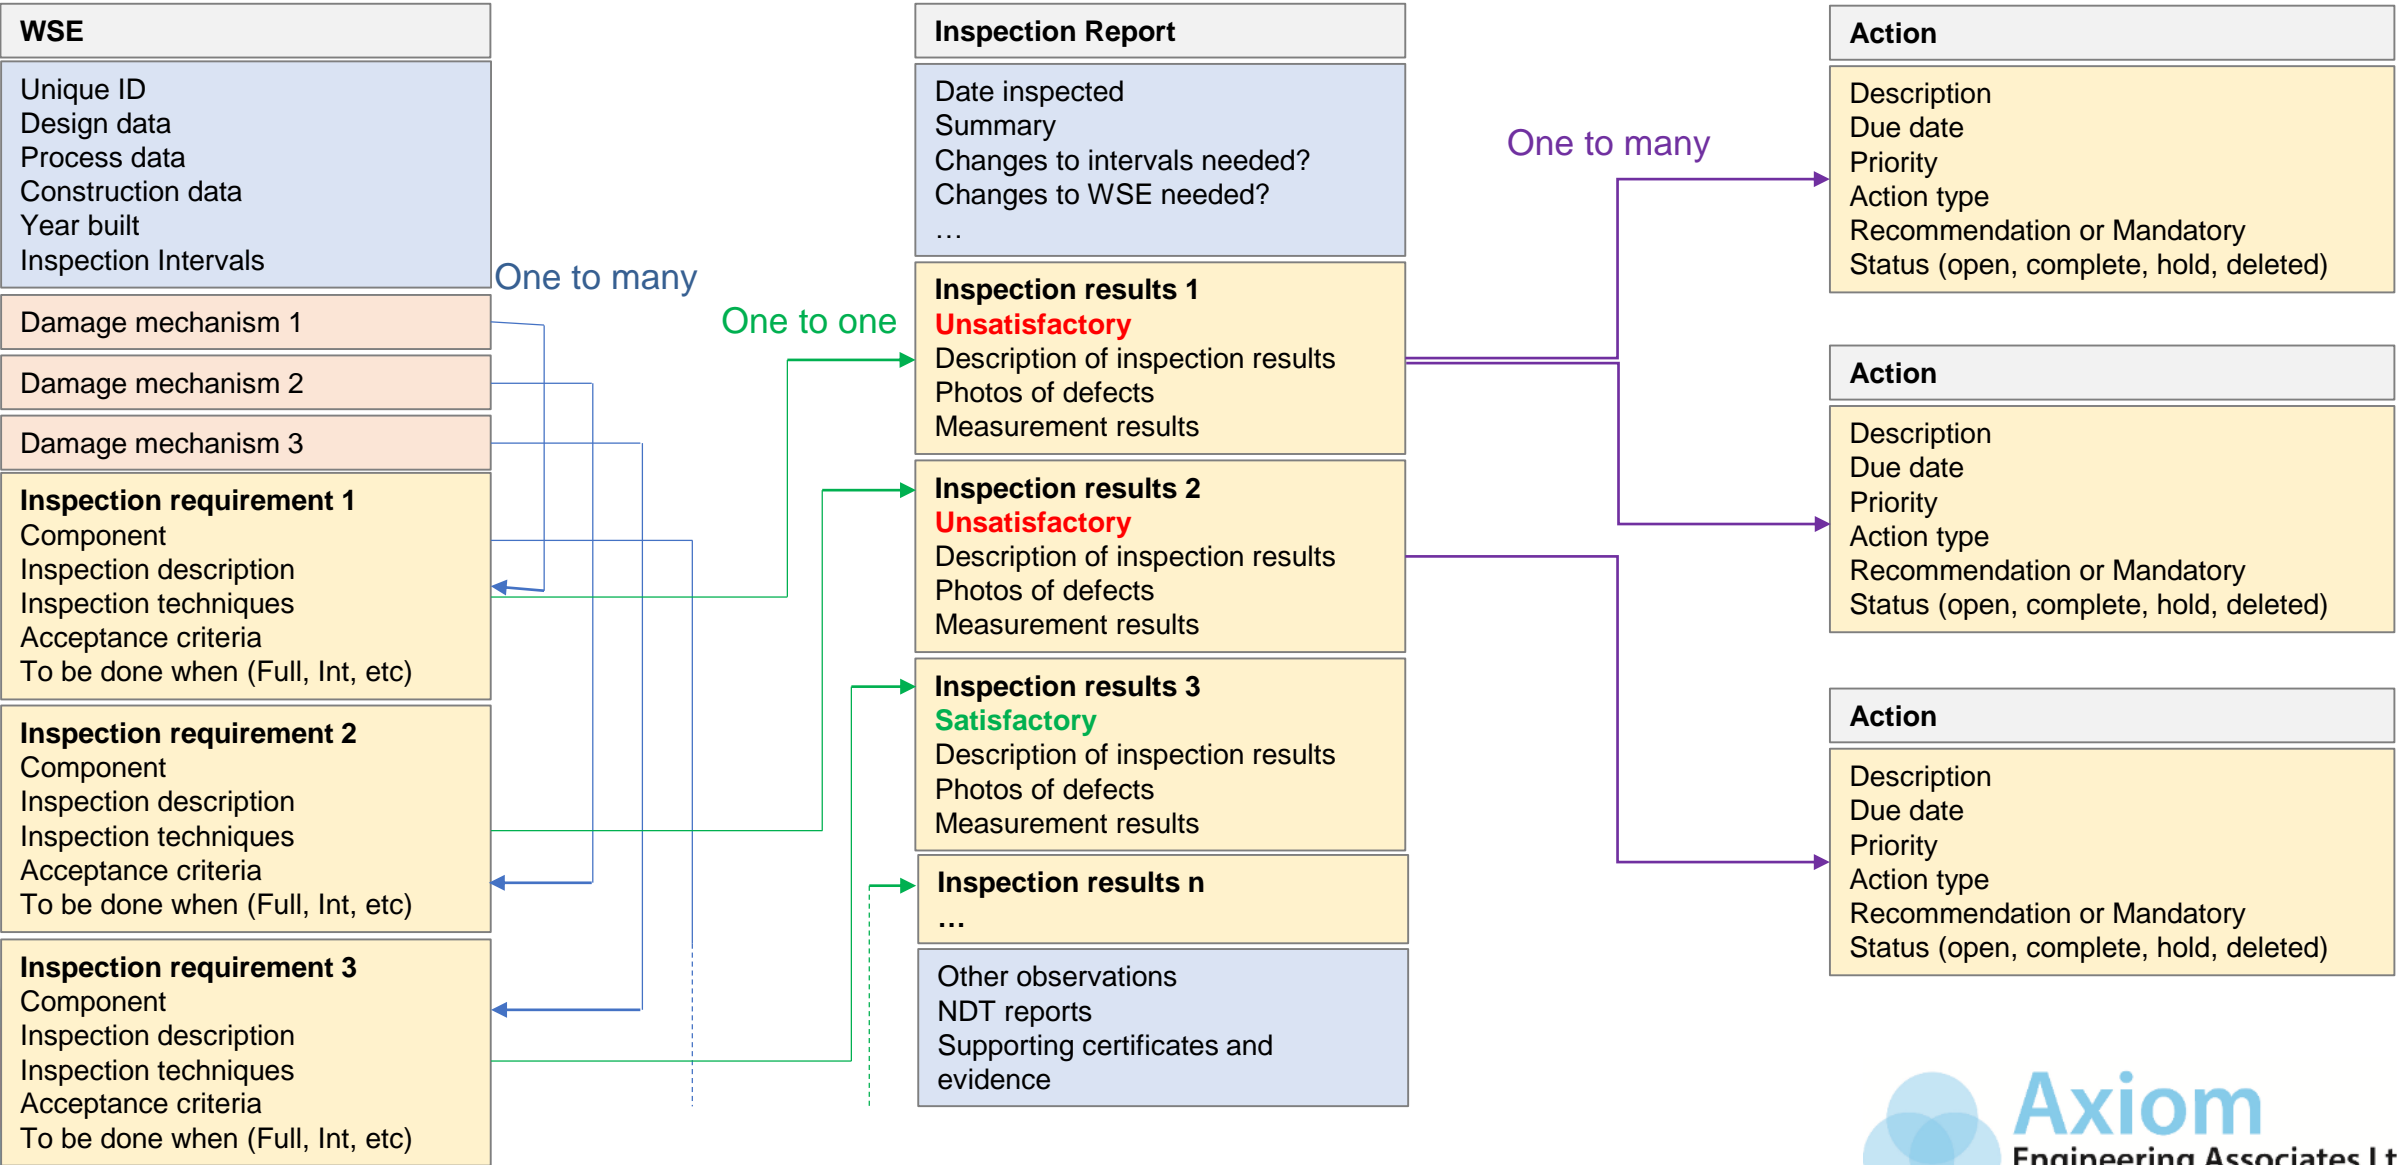 WSE
Unique ID
Design data
Process data
Construction data
Year built
Inspection Intervals
Damage mechanism 1
Damage mechanism 2
Damage mechanism 3
Inspection requirement 1
Component
Inspection description
Inspection techniques
Acceptance criteria
To be done when (Full, Int, etc)
Inspection requirement 2
Component
Inspection description
Inspection techniques
Acceptance criteria
To be done when (Full, Int, etc)
Inspection requirement 3
Component
Inspection description
Inspection techniques
Acceptance criteria
To be done when (Full, Int, etc)
One to many
One to one
Inspection Report
Date inspected
Summary
Changes to intervals needed?
Changes to WSE needed?
…
Inspection results 1
Unsatisfactory
Description of inspection results
Photos of defects
Measurement results
Inspection results 2
Unsatisfactory
Description of inspection results
Photos of defects
Measurement results
Inspection results 3
Satisfactory
Description of inspection results
Photos of defects
Measurement results
Inspection results n
…
Other observations
NDT reports
Supporting certificates and
evidence
One to many
Action
Description
Due date
Priority
Action type
Recommendation or Mandatory
Status (open, complete, hold, deleted)
Action
Description
Due date
Priority
Action type
Recommendation or Mandatory
Status (open, complete, hold, deleted)
Action
Description
Due date
Priority
Action type
Recommendation or Mandatory
Status (open, complete, hold, deleted)
Axiom
Engineering Associates Lt